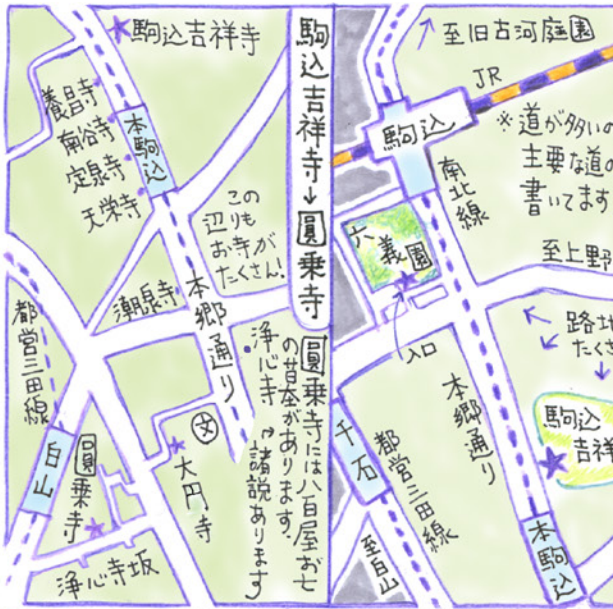 駒込吉祥寺→圓乗寺
駒込吉祥寺
養昌寺
南谷寺
定泉寺
天栄寺
本駒込
この
辺りも
お寺が
たくさん!
潮泉寺
本郷通り
都営三田線
浄心寺
圓乗寺には八百屋お七
の昔墓があります。
諸説あります
白山
圓乗寺
文
大円寺
浄心寺坂
至旧古河庭園
JR
駒込
南北線
※道が多いの
主要な道の
書いてます
六義園
入口
至上野
路地
たくさ
駒込
吉祥
本郷通り
千石
都営三田線
至白山
本駒込